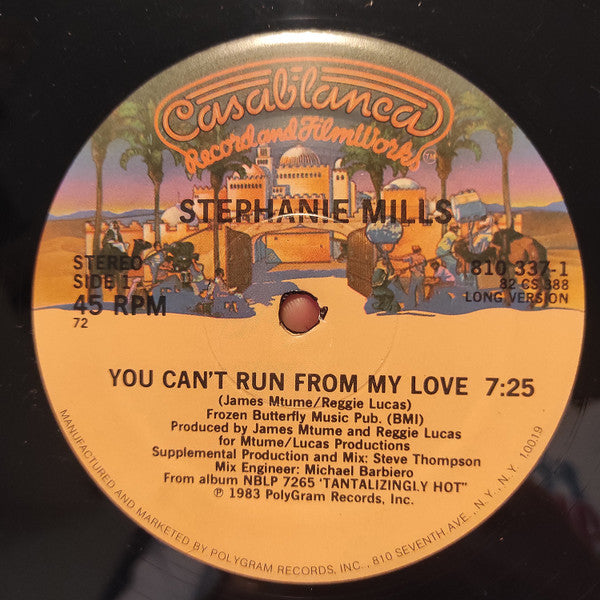 Casablanca
Record and FilmWorks
TM
STEPHANIE MILLS
STEREO
SIDE 1
45 RPM
72
810 337-1
82 CS 388
LONG VERSION
YOU CAN'T RUN FROM MY LOVE 7:25
(James Mtume/Reggie Lucas)
Frozen Butterfly Music Pub. (BMI)
Produced by James Mtume and Reggie Lucas
for Mtume/Lucas Productions
Supplemental Production and Mix: Steve Thompson
Mix Engineer: Michael Barbiero
From album NBLP 7265 'TANTALIZINGLY HOT"
℗ 1983 PolyGram Records, Inc.
MANUFACTURED AND MARKETED BY POLYGRAM RECORDS, INC., 810 SEVENTH AVE., N.Y., N.Y. 10019